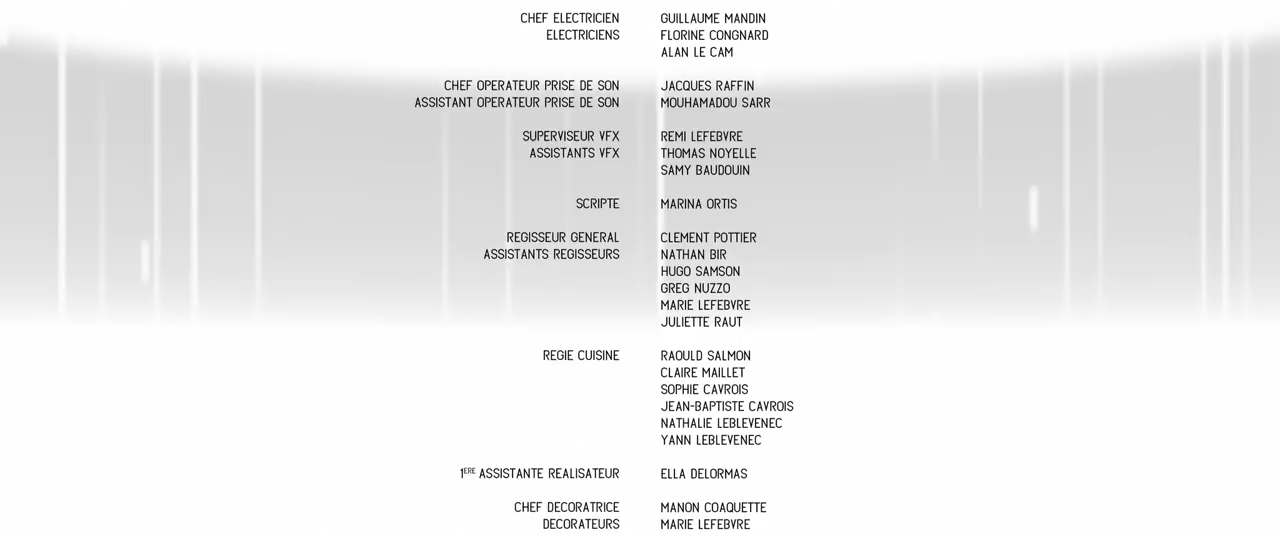 CHEF ELECTRICIEN GUILLAUME MANDIN
ELECTRICIENS FLORINE CONGNARD
ALAN LE CAM
CHEF OPERATEUR PRISE DE SON JACQUES RAFFIN
ASSISTANT OPERATEUR PRISE DE SON MOUHAMADOU SARR
SUPERVISEUR VFX REMI LEFEBVRE
ASSISTANTS VFX THOMAS NOYELLE
SAMY BAUDOUIN
SCRIPTE MARINA ORTIS
REGISSEUR GENERAL CLEMENT POTTIER
ASSISTANTS REGISSEURS NATHAN BIR
HUGO SAMSON
GREG NUZZO
MARIE LEFEBVRE
JULIETTE RAUT
REGIE CUISINE RAOULD SALMON
CLAIRE MAILLET
SOPHIE CAVROIS
JEAN-BAPTISTE CAVROIS
NATHALIE LEBLEVENEC
YANN LEBLEVENEC
1ERE ASSISTANTE REALISATEUR ELLA DELORMAS
CHEF DECORATRICE MANON COAQUETTE
DECORATEURS MARIE LEFEBVRE